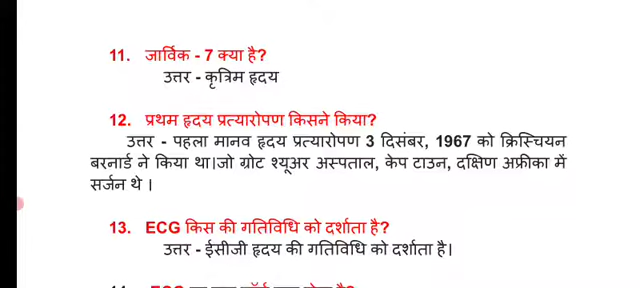 11. जार्विक - 7 क्या है?
उत्तर - कृत्रिम हृदय
12. प्रथम हृदय प्रत्यारोपण किसने किया?
उत्तर - पहला मानव हृदय प्रत्यारोपण 3 दिसंबर, 1967 को क्रिस्चियन
बरनार्ड ने किया था।जो ग्रोट श्यूअर अस्पताल, केप टाउन, दक्षिण अफ्रीका में
सर्जन थे ।
13. ECG किस की गतिविधि को दर्शाता है?
उत्तर - ईसीजी हृदय की गतिविधि को दर्शाता है।